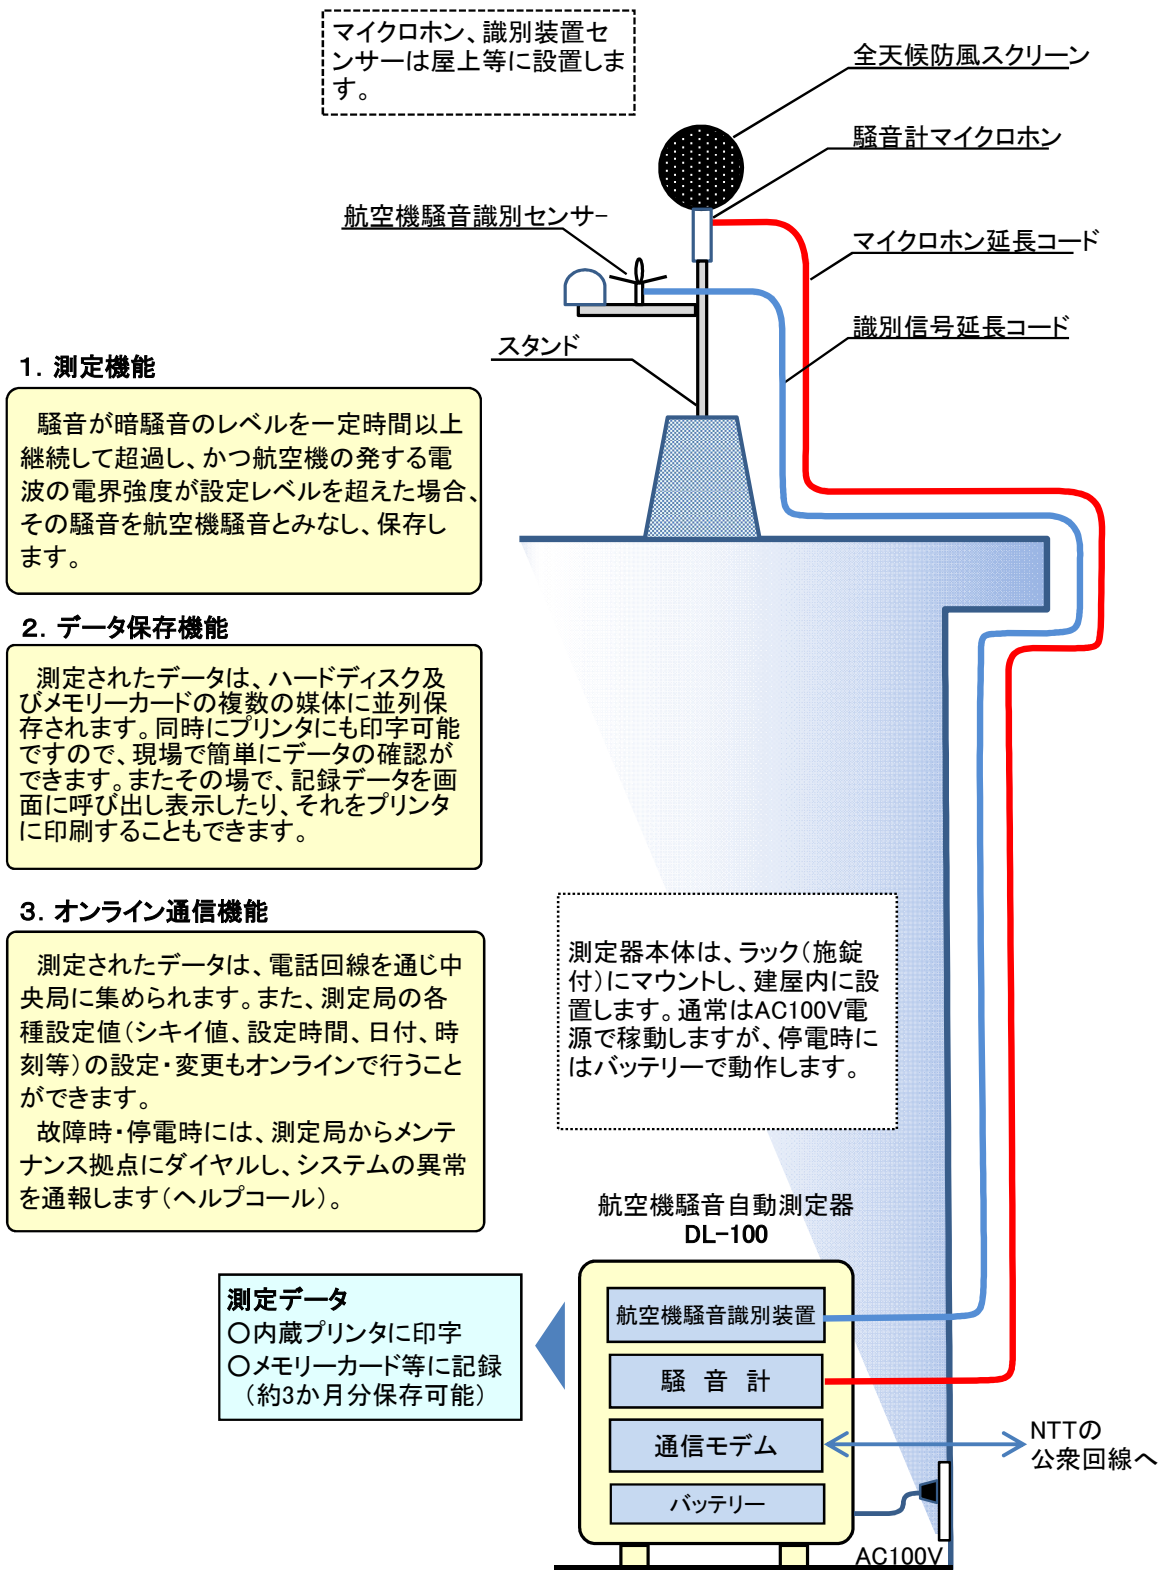 マイクロホン、識別装置セ
ンサーは屋上等に設置しま
す。
全天候防風スクリーン
騒音計マイクロホン
航空機騒音識別センサー
マイクロホン延長コード
識別信号延長コード
スタンド
１．測定機能
騒音が暗騒音のレベルを一定時間以上
継続して超過し、かつ航空機の発する電
波の電界強度が設定レベルを超えた場合、
その騒音を航空機騒音とみなし、保存し
ます。
２．データ保存機能
測定されたデータは、ハードディスク及
びメモリーカードの複数の媒体に並列保
存されます。同時にプリンタにも印字可能
ですので、現場で簡単にデータの確認が
できます。またその場で、記録データを画
面に呼び出し表示したり、それをプリンタ
に印刷することもできます。
３．オンライン通信機能
測定されたデータは、電話回線を通じ中
央局に集められます。また、測定局の各
種設定値（シキイ値、設定時間、日付、時
刻等）の設定・変更もオンラインで行うこと
ができます。
故障時・停電時には、測定局からメンテ
ナンス拠点にダイヤルし、システムの異常
を通報します（ヘルプコール）。
測定器本体は、ラック（施錠
付）にマウントし、建屋内に設
置します。通常はAC100V電
源で稼動しますが、停電時に
はバッテリーで動作します。
航空機騒音自動測定器
DL-100
測定データ
○内蔵プリンタに印字
○メモリーカード等に記録
（約3か月分保存可能）
航空機騒音識別装置
騒 音 計
通信モデム
バッテリー
NTTの
公衆回線へ
AC100V